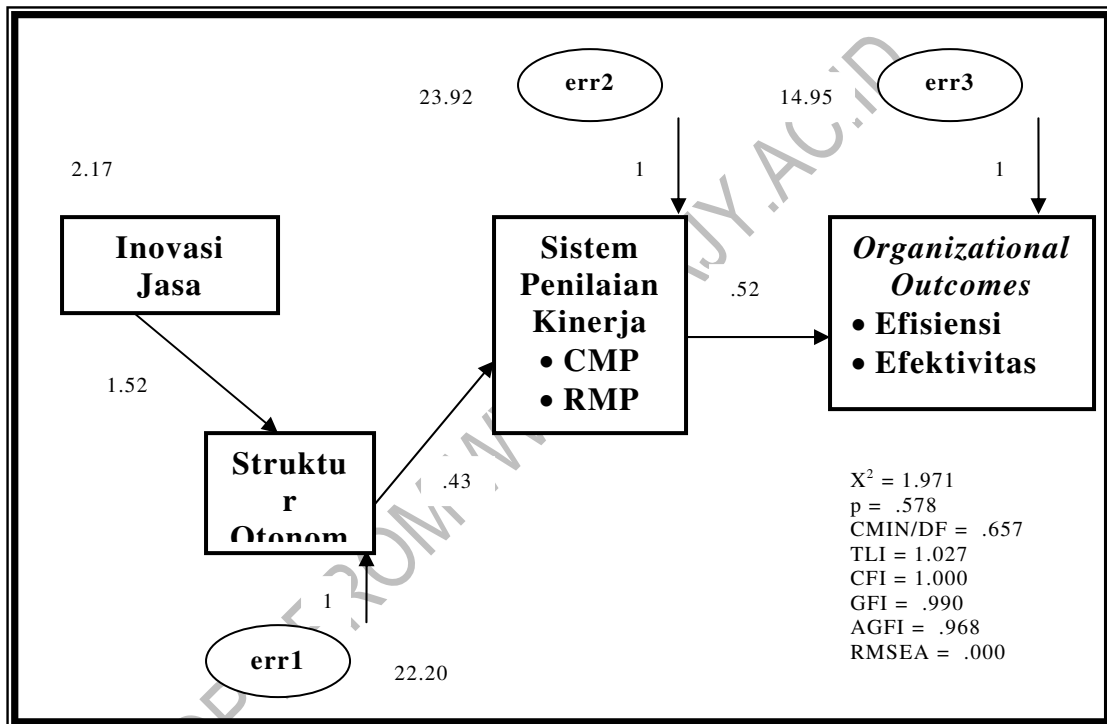 err2
err3
23.92
14.95
2.17
1
1
Inovasi
Jasa
Sistem
Penilaian
Kinerja
• CMP
• RMP
.52
Organizational
Outcomes
• Efisiensi
• Efektivitas
1.52
Struktu
r
Otonom
.43
1
err1
22.20
X² = 1.971
p = .578
CMIN/DF = .657
TLI = 1.027
CFI = 1.000
GFI = .990
AGFI = .968
RMSEA = .000